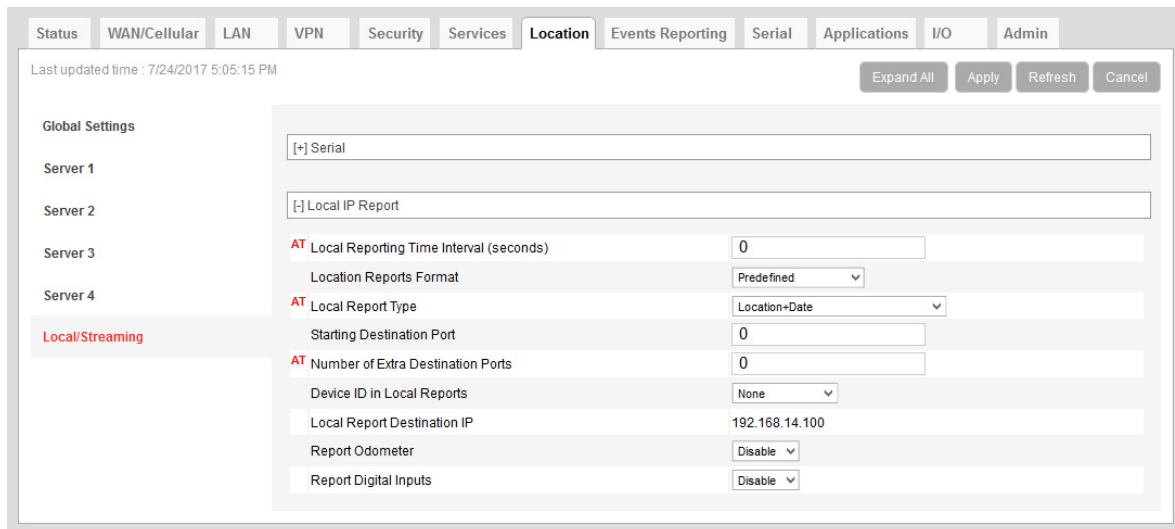 Status WAN/Cellular LAN VPN Security Services Location Events Reporting Serial Applications I/O Admin
Last updated time : 7/24/2017 5:05:15 PM
Expand All Apply Refresh Cancel
Global Settings
Server 1
Server 2
Server 3
Server 4
Local/Streaming
[+] Serial
[-] Local IP Report
AT Local Reporting Time Interval (seconds) 0
Location Reports Format Predefined
AT Local Report Type Location+Date
Starting Destination Port 0
AT Number of Extra Destination Ports 0
Device ID in Local Reports None
Local Report Destination IP 192.168.14.100
Report Odometer Disable
Report Digital Inputs Disable